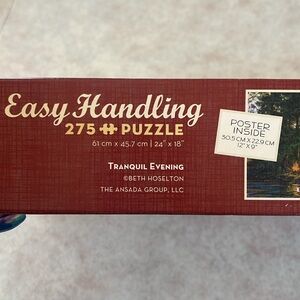 Easy Handling
275 PUZZLE
61 cm x 45.7 cm | 24" x 18"
TRANQUIL EVENING
©BETH HOSELTON
THE ANSADA GROUP, LLC
POSTER
INSIDE
30.5 CM X 22.9 CM
12" X 9"